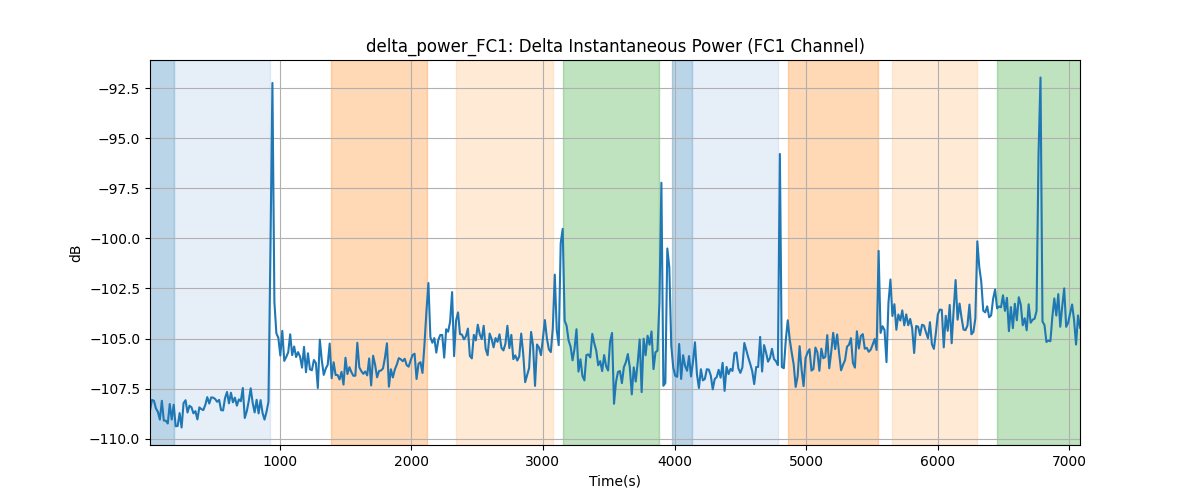 delta_power_FC1: Delta Instantaneous Power (FC1 Channel)
dB
−92.5
−95.0
−97.5
−100.0
−102.5
−105.0
−107.5
−110.0
1000 2000 3000 4000 5000 6000 7000
Time(s)